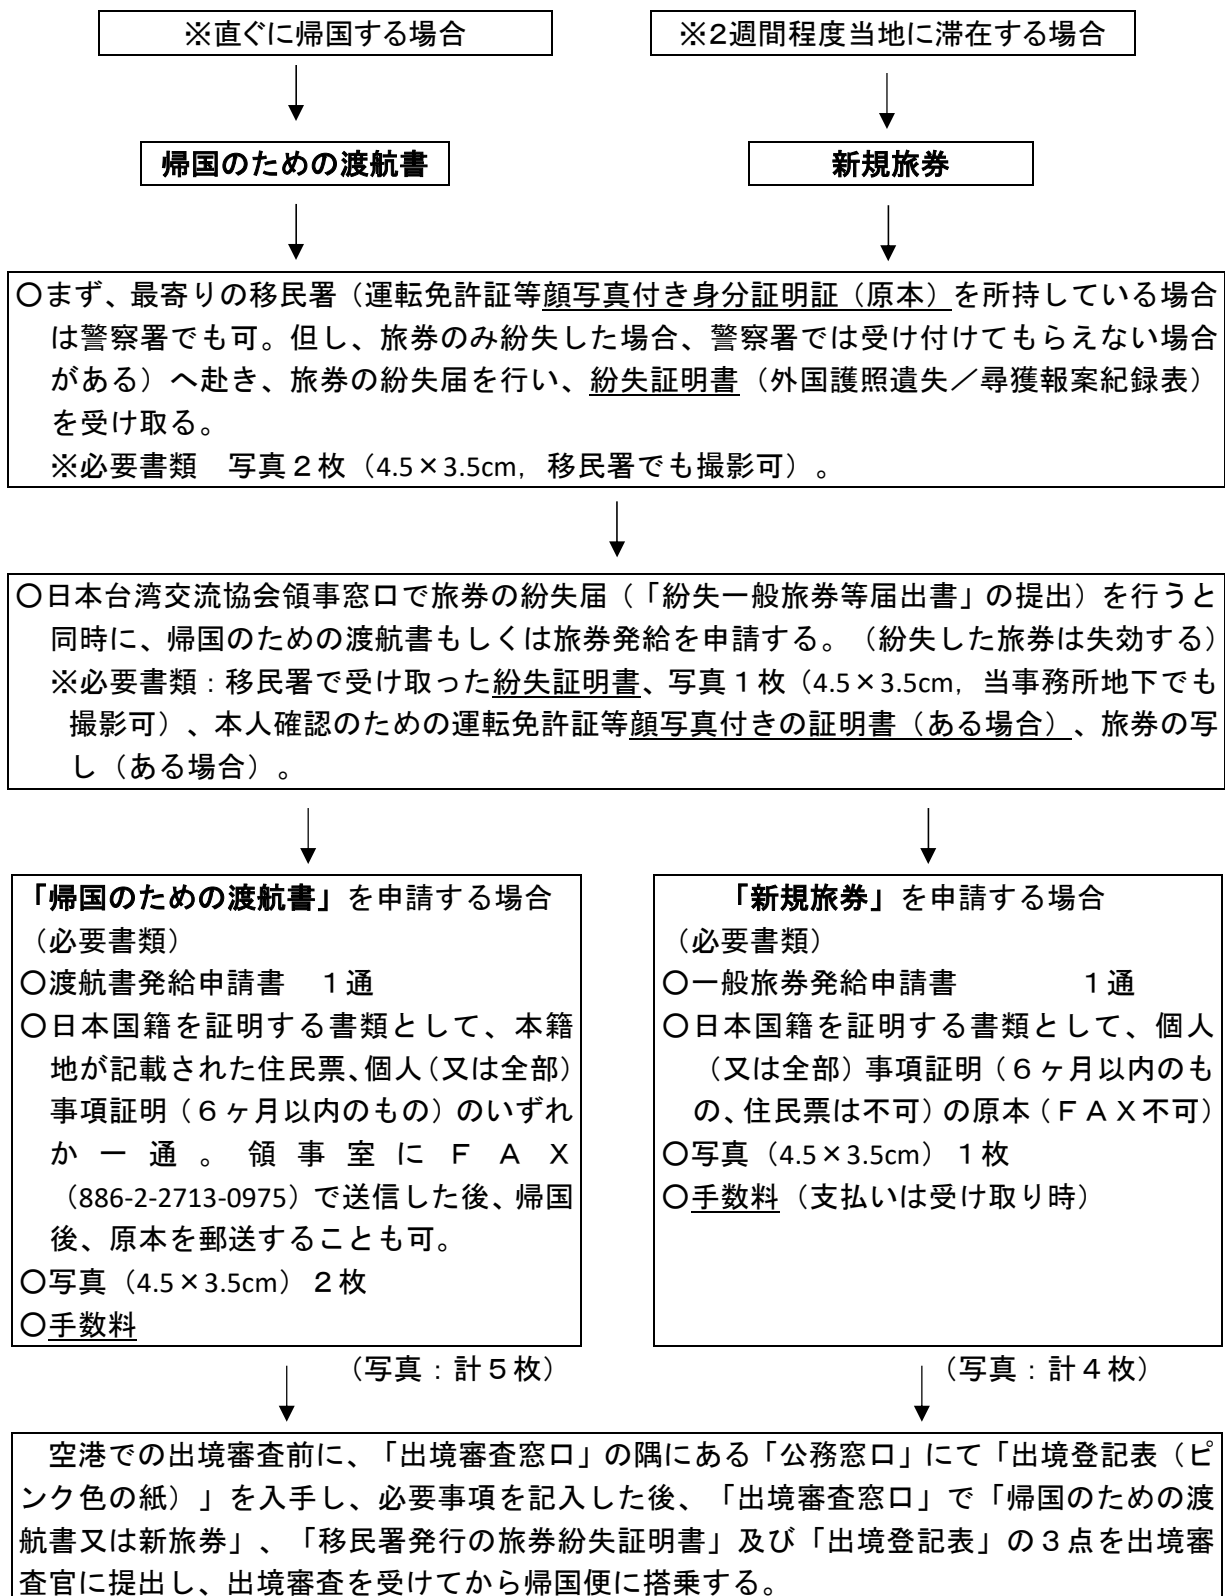 ※直ぐに帰国する場合
※２週間程度当地に滞在する場合
帰国のための渡航書
新規旅券
〇まず、最寄りの移民署（運転免許証等顔写真付き身分証明証（原本）を所持している場合
は警察署でも可。但し、旅券のみ紛失した場合、警察署では受け付けてもらえない場合
がある）へ赴き、旅券の紛失届を行い、紛失証明書（外国護照遺失／尋獲報案紀録表）
を受け取る。
※必要書類　写真２枚（4.5×3.5cm，移民署でも撮影可）。
〇日本台湾交流協会領事窓口で旅券の紛失届（「紛失一般旅券等届出書」の提出）を行うと
同時に、帰国のための渡航書もしくは旅券発給を申請する。（紛失した旅券は失効する）
※必要書類：移民署で受け取った紛失証明書、写真１枚（4.5×3.5cm，当事務所地下でも
撮影可）、本人確認のための運転免許証等顔写真付きの証明書（ある場合）、旅券の写
し（ある場合）。
「帰国のための渡航書」を申請する場合
（必要書類）
〇渡航書発給申請書　１通
〇日本国籍を証明する書類として、本籍
地が記載された住民票、個人（又は全部）
事項証明（６ヶ月以内のもの）のいずれ
か一通。領事室にＦＡＸ
（886-2-2713-0975）で送信した後、帰国
後、原本を郵送することも可。
〇写真（4.5×3.5cm）２枚
〇手数料
（写真：計５枚）
「新規旅券」を申請する場合
（必要書類）
〇一般旅券発給申請書　　　　１通
〇日本国籍を証明する書類として、個人
（又は全部）事項証明（６ヶ月以内のも
の、住民票は不可）の原本（ＦＡＸ不可）
〇写真（4.5×3.5cm）１枚
〇手数料（支払いは受け取り時）
（写真：計４枚）
空港での出境審査前に、「出境審査窓口」の隅にある「公務窓口」にて「出境登記表（ピ
ンク色の紙）」を入手し、必要事項を記入した後、「出境審査窓口」で「帰国のための渡
航書又は新旅券」、「移民署発行の旅券紛失証明書」及び「出境登記表」の３点を出境審
査官に提出し、出境審査を受けてから帰国便に搭乗する。